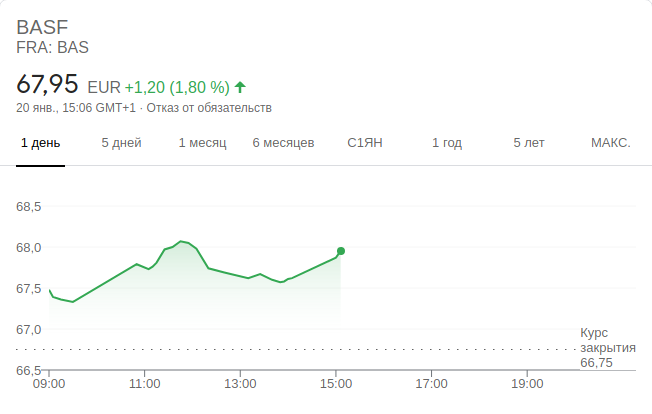 BASF
FRA: BAS
67,95 EUR +1,20 (1,80 %)
20 янв., 15:06 GMT+1 · Отказ от обязательств
1 день 5 дней 1 месяц 6 месяцев С1ЯН 1 год 5 лет МАКС.
68,5
68,0
67,5
67,0
Курс
закрытия
66,75
66,5
09:00 11:00 13:00 15:00 17:00 19:00